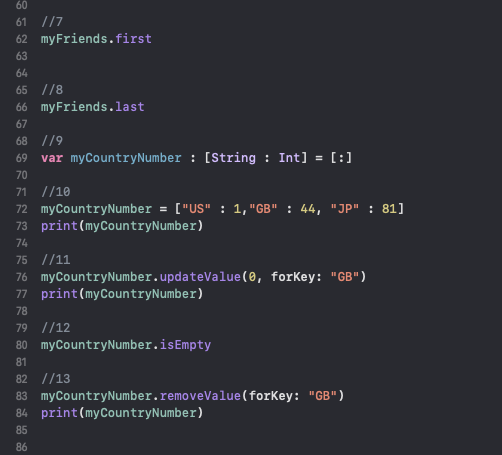 60
61 //7
62 myFriends.first
63
64
65 //8
66 myFriends.last
67
68 //9
69 var myCountryNumber : [String : Int] = [:]
70
71 //10
72 myCountryNumber = ["US" : 1,"GB" : 44, "JP" : 81]
73 print(myCountryNumber)
74
75 //11
76 myCountryNumber.updateValue(0, forKey: "GB")
77 print(myCountryNumber)
78
79 //12
80 myCountryNumber.isEmpty
81
82 //13
83 myCountryNumber.removeValue(forKey: "GB")
84 print(myCountryNumber)
85
86